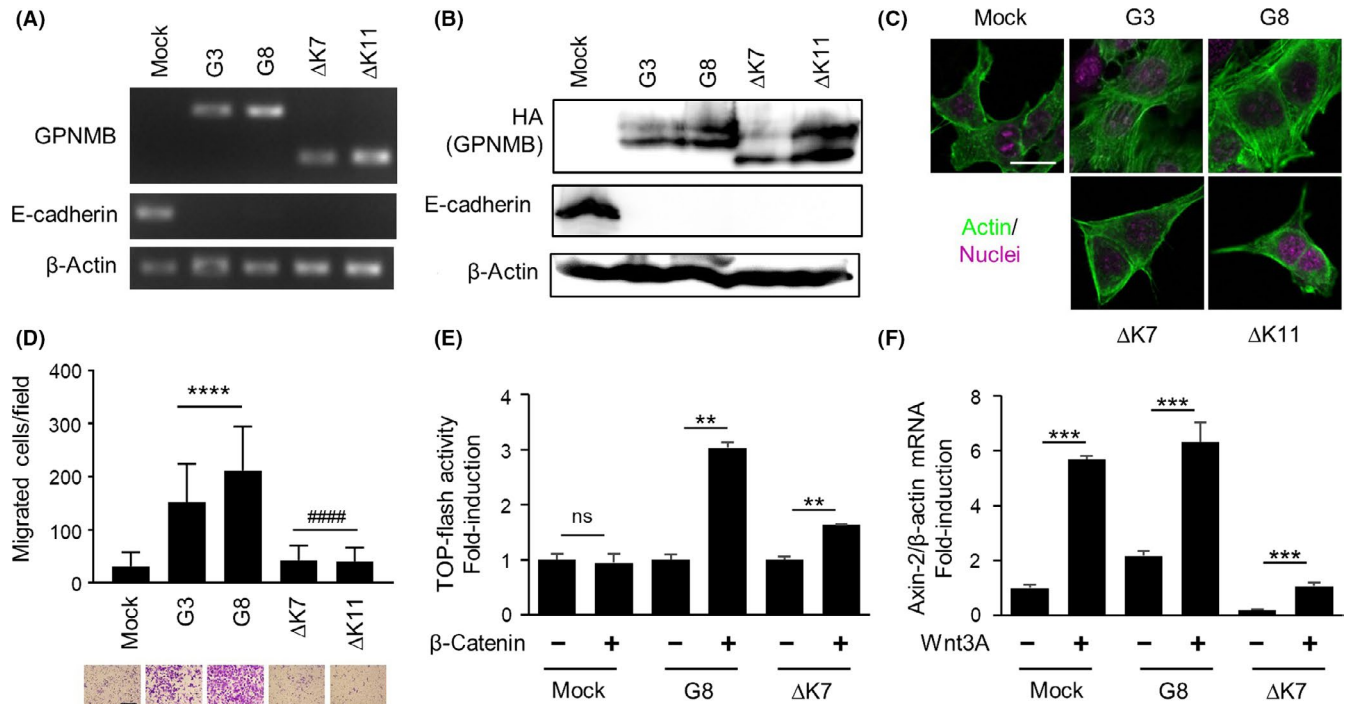 (A)
Mock
G3
G8
ΔK7
ΔK11
GPNMB
E-cadherin
β-Actin
(B)
Mock
G3
G8
ΔK7
ΔK11
HA
(GPNMB)
E-cadherin
β-Actin
(C)
Mock
G3
G8
Actin/
Nuclei
ΔK7
ΔK11
(D)
Migrated cells/field
400
300
200
100
0
****
####
Mock
G3
G8
ΔK7
ΔK11
(E)
TOP-flash activity
Fold-induction
4
3
2
1
0
ns
**
**
β-Catenin
− + − + − +
Mock
G8
ΔK7
(F)
Axin-2/β-actin mRNA
Fold-induction
8
6
4
2
0
***
***
***
Wnt3A
− + − + − +
Mock
G8
ΔK7